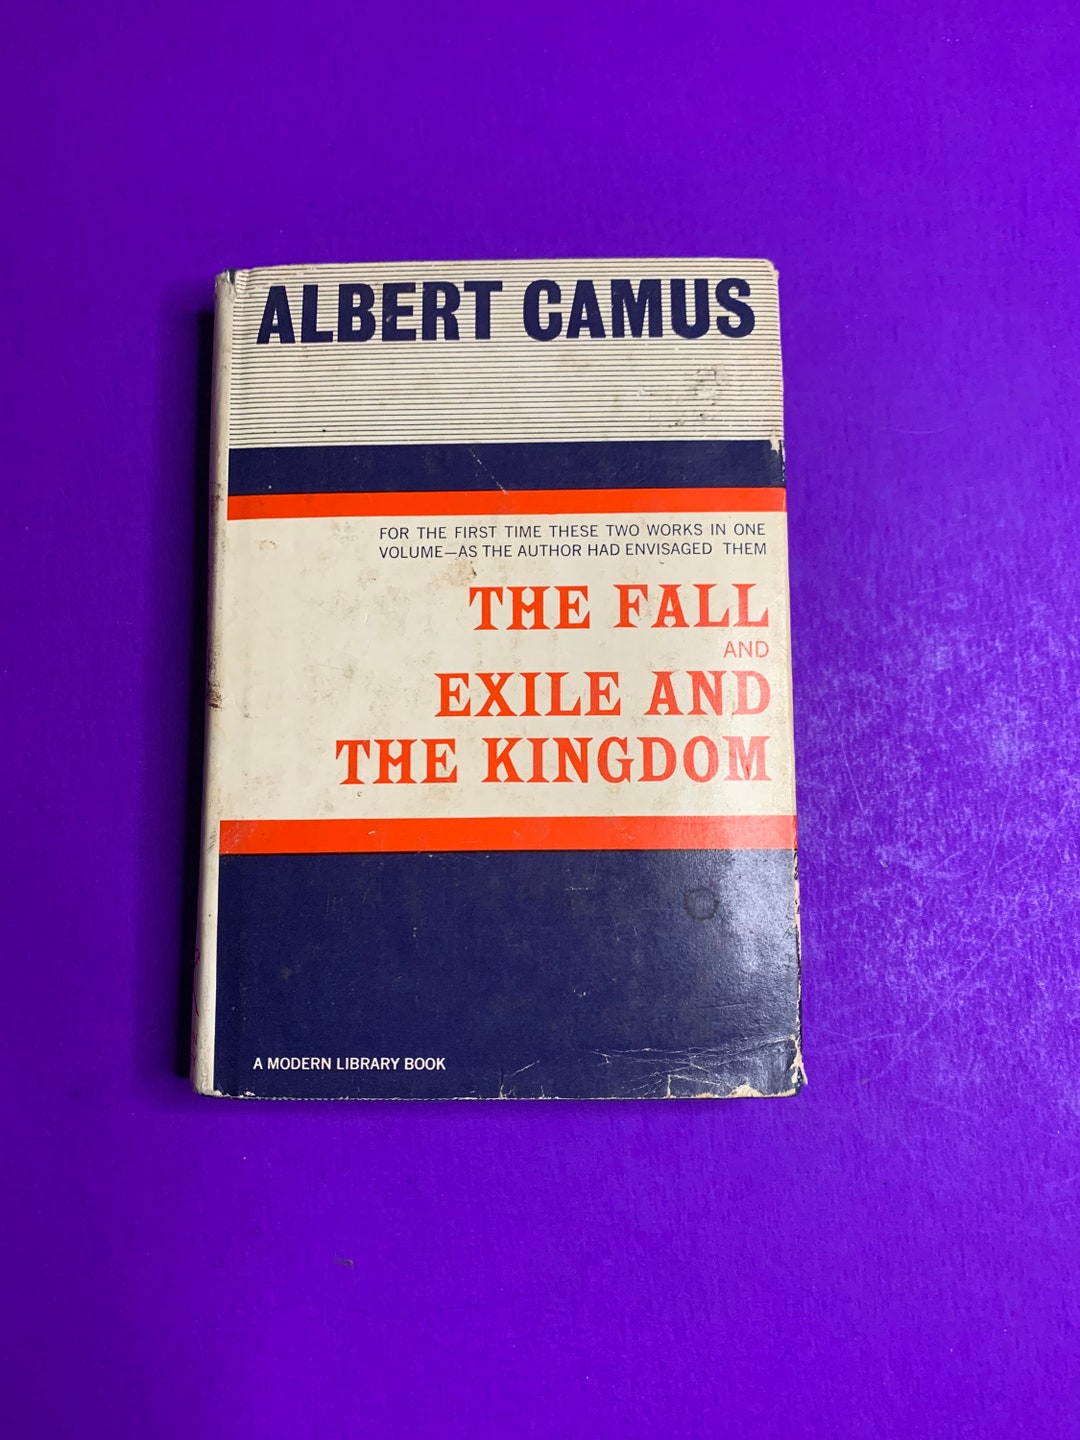 ALBERT CAMUS
FOR THE FIRST TIME THESE TWO WORKS IN ONE
VOLUME—AS THE AUTHOR HAD ENVISAGED THEM
THE FALL
AND
EXILE AND
THE KINGDOM
A MODERN LIBRARY BOOK